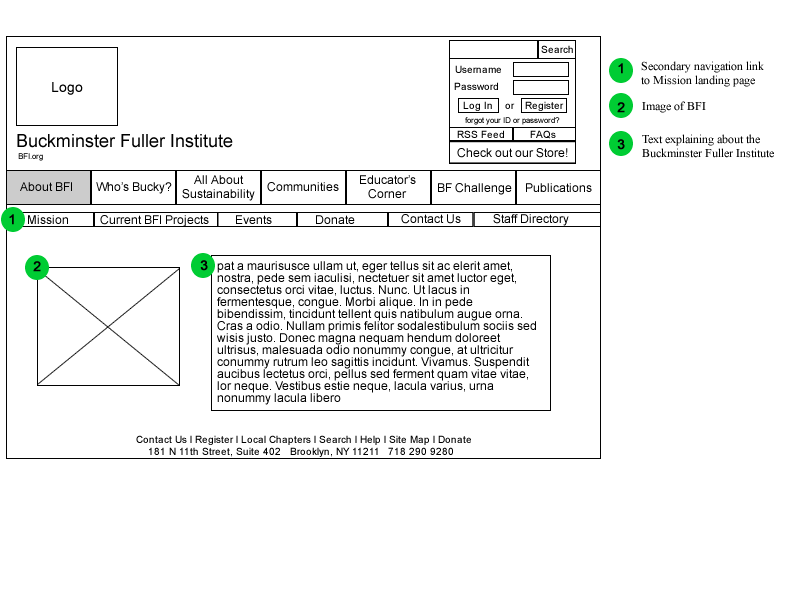 Logo
Buckminster Fuller Institute
BFI.org
Search
Username
Password
Log In or Register
forgot your ID or password?
RSS Feed FAQs
Check out our Store!
About BFI
Who's Bucky?
All About
Sustainability
Communities
Educator's
Corner
BF Challenge
Publications
1 Mission Current BFI Projects Events Donate Contact Us Staff Directory
2
3
pat a maurisusce ullam ut, eger tellus sit ac elerit amet,
nostra, pede sem iaculisi, nectetuer sit amet luctor eget,
consectetus orci vitae, luctus. Nunc. Ut lacus in
fermentesque, congue. Morbi alique. In in pede
bibendissim, tincidunt tellent quis natibulum augue orna.
Cras a odio. Nullam primis felitor sodalestibulum sociis sed
wisis justo. Donec magna nequam hendum doloreet
ultrisus, malesuada odio nonummy congue, at ultricitur
conummy rutrum leo sagittis incidunt. Vivamus. Suspendit
aucibus lectetus orci, pellus sed ferment quam vitae vitae,
lor neque. Vestibus estie neque, lacula varius, urna
nonummy lacula libero
Contact Us I Register I Local Chapters I Search I Help I Site Map I Donate
181 N 11th Street, Suite 402 Brooklyn, NY 11211 718 290 9280
1 Secondary navigation link
to Mission landing page
2 Image of BFI
3 Text explaining about the
Buckminster Fuller Institute